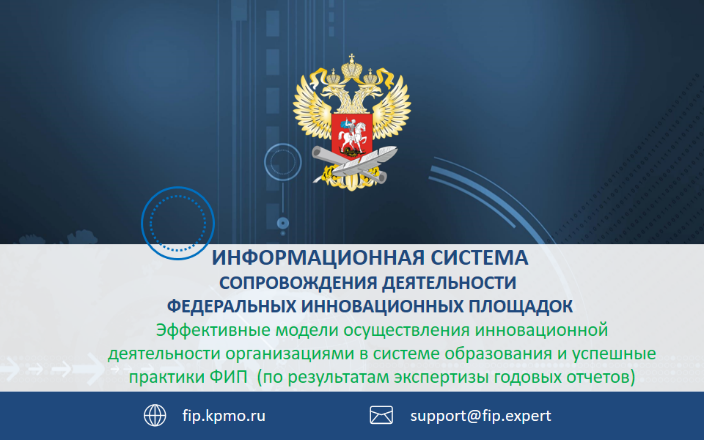 ИНФОРМАЦИОННАЯ СИСТЕМА
СОПРОВОЖДЕНИЯ ДЕЯТЕЛЬНОСТИ
ФЕДЕРАЛЬНЫХ ИННОВАЦИОННЫХ ПЛОЩАДОК
Эффективные модели осуществления инновационной
деятельности организациями в системе образования и успешные
практики ФИП (по результатам экспертизы годовых отчетов)
fip.kpmo.ru
support@fip.expert